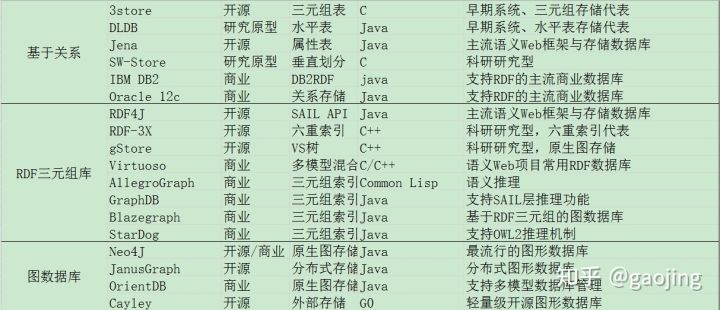 3store 开源 三元组表 C 早期系统、三元组存储代表
DLDB 研究原型 水平表 Java 早期系统、水平表存储代表
基于关系 Jena 开源 属性表 Java 主流语义Web框架与存储数据库
SW-Store 研究原型 垂直划分 C 科研研究型
IBM DB2 商业 DB2RDF java 支持RDF的主流商业数据库
Oracle 12c 商业 关系存储 Java 支持RDF的主流商业数据库
RDF4J 开源 SAIL API Java 主流语义Web框架与存储数据库
RDF-3X 开源 六重索引 C++ 科研研究型，六重索引代表
gStore 开源 VS树 C++ 科研研究型，原生图存储
RDF三元组库 Virtuoso 商业 多模型混合 C/C++ 语义Web项目常用RDF数据库
AllegroGraph 商业 三元组索引 Common Lisp 语义推理
GraphDB 商业 三元组索引 Java 支持SAIL层推理功能
Blazegraph 商业 三元组索引 Java 基于RDF三元组的图数据库
StarDog 商业 三元组索引 Java 支持OWL2推理机制
Neo4J 开源/商业 原生图存储 Java 最流行的图形数据库
图数据库 JanusGraph 开源 分布式存储 Java 分布式图形数据库
OrientDB 商业 原生图存储 Java 支持多模型数据库管理
Cayley 开源 外部存储 GO 轻量级开源图形数据库
知乎 @gaojing